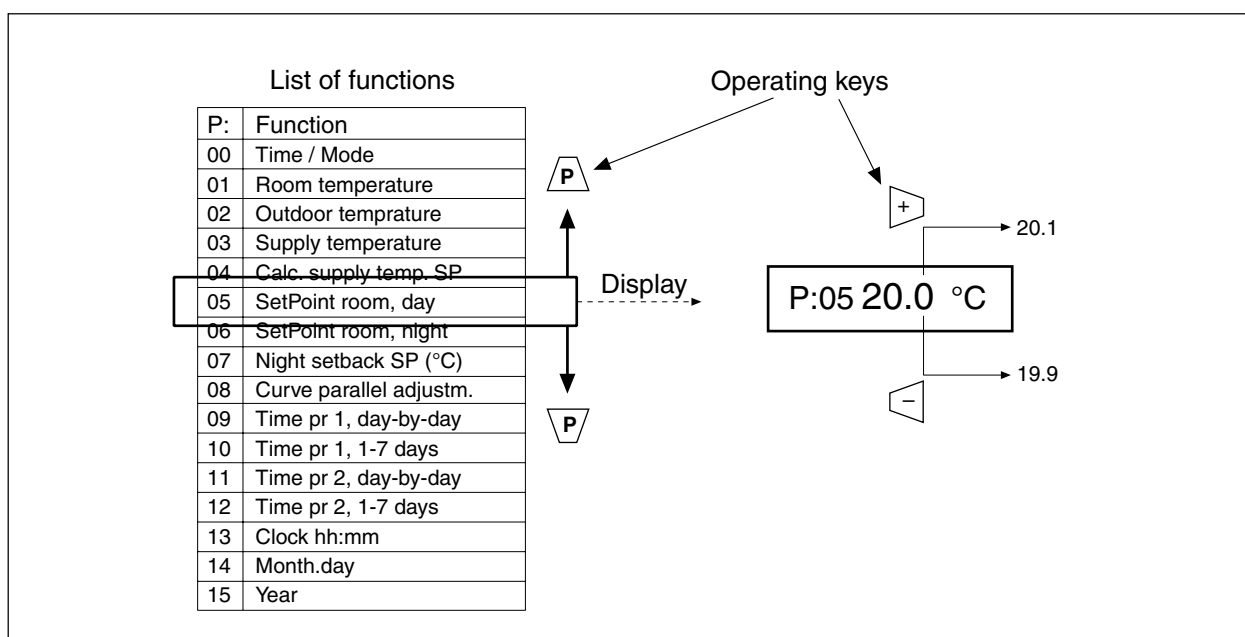 List of functions
Operating keys
P: Function
00 Time / Mode
01 Room temperature
02 Outdoor temprature
03 Supply temperature
04 Calc. supply temp. SP
05 SetPoint room, day
06 SetPoint room, night
07 Night setback SP (°C)
08 Curve parallel adjustm.
09 Time pr 1, day-by-day
10 Time pr 1, 1-7 days
11 Time pr 2, day-by-day
12 Time pr 2, 1-7 days
13 Clock hh:mm
14 Month.day
15 Year
P
P
Display
+
20.1
P:05 20.0 °C
19.9
–